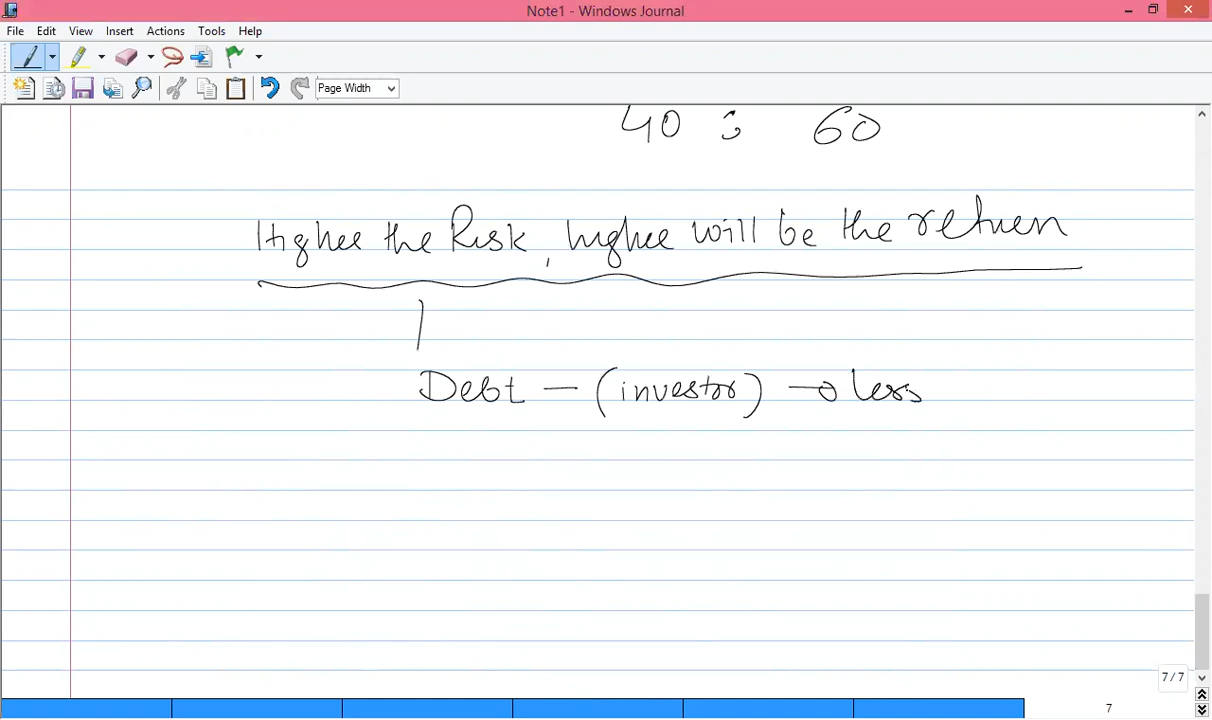 Note1 - Windows Journal
File Edit View Insert Actions Tools Help
Page Width
40 : 60
Higher the Risk, higher will be the return
Debt — (investor) → less
7 / 7
7